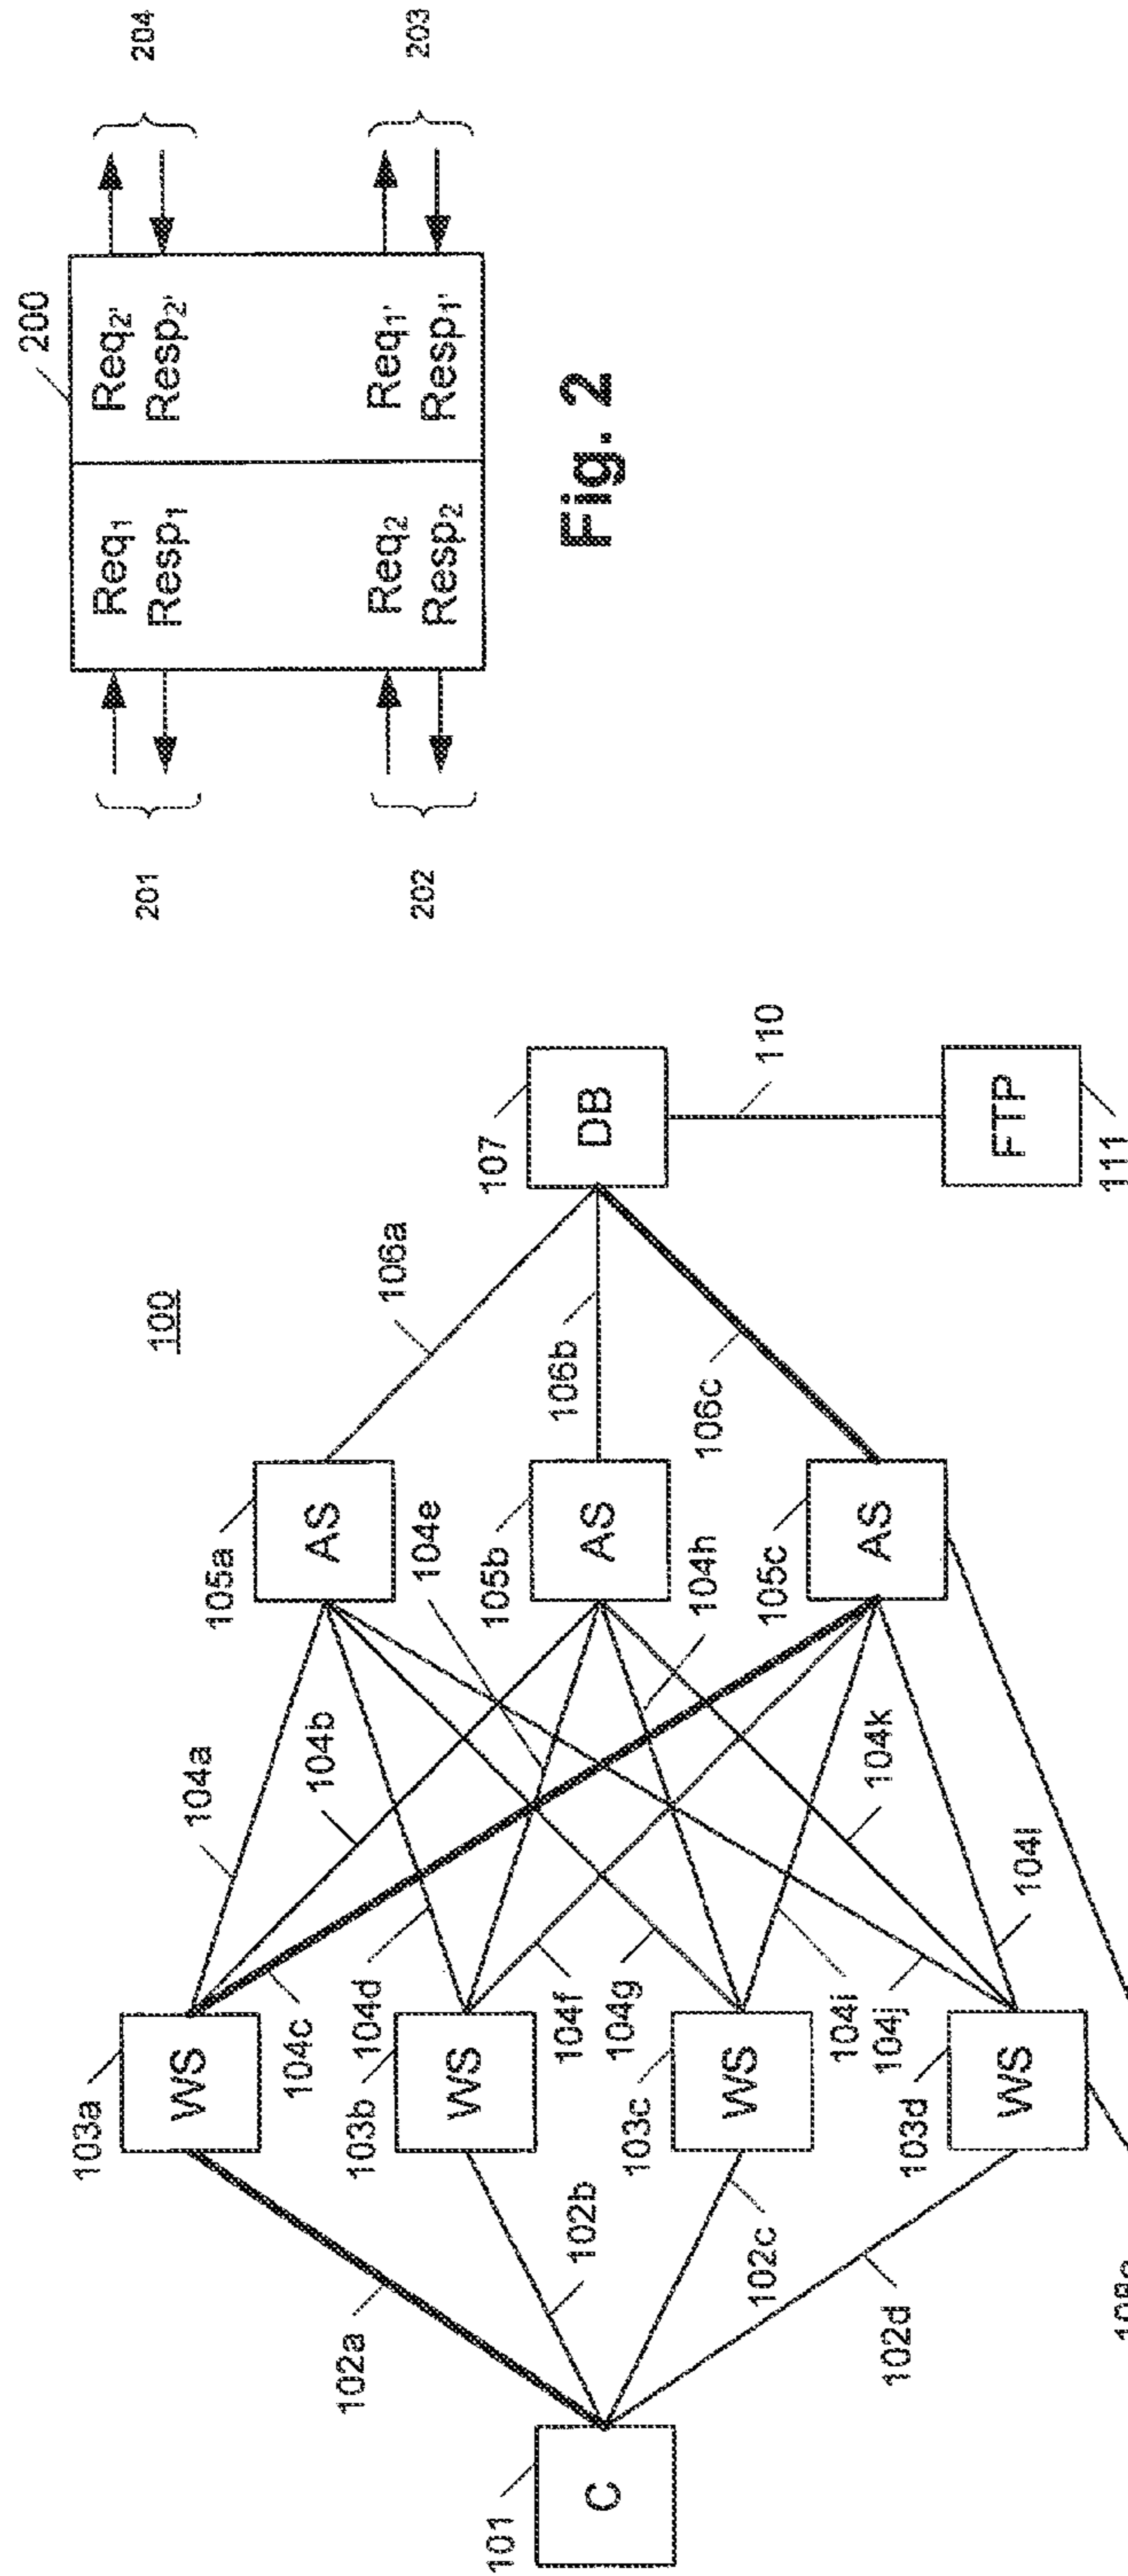 100
101
C
102a
102b
102c
102d
103a
WS
103b
WS
103c
WS
103d
WS
104a
104b
104c
104d
104e
104f
104g
104h
104i
104j
104k
104l
105a
AS
105b
AS
105c
AS
106a
106b
106c
107
DB
110
FTP
111
200
201
Req1
Resp1
Req2'
Resp2'
204
202
Req2
Resp2
Req1'
Resp1'
203
Fig. 2